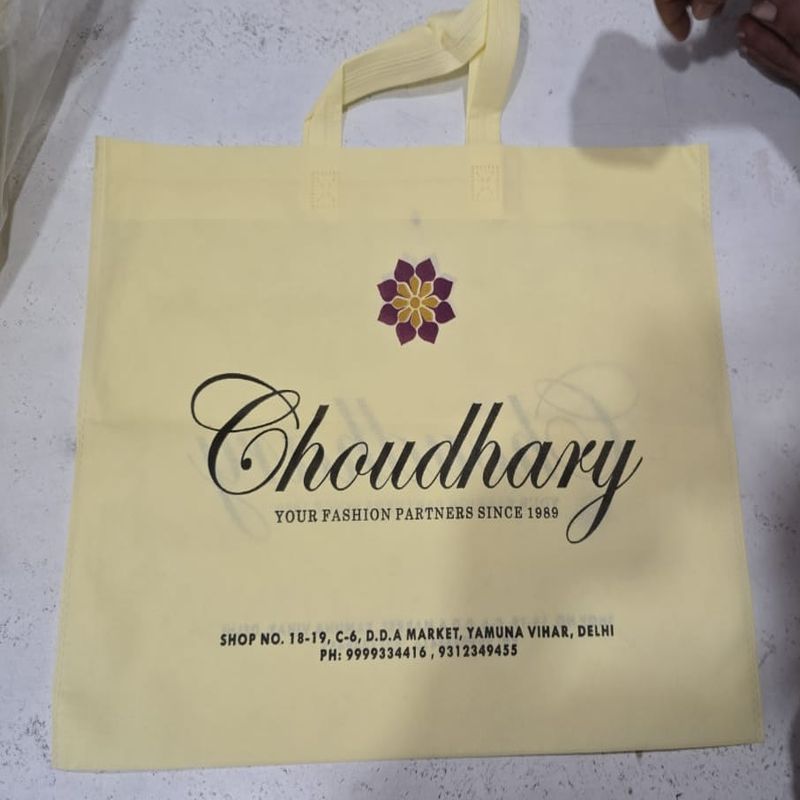 Choudhary
YOUR FASHION PARTNERS SINCE 1989
SHOP NO. 18-19, C-6, D.D.A MARKET, YAMUNA VIHAR, DELHI
PH: 9999334416 , 9312349455